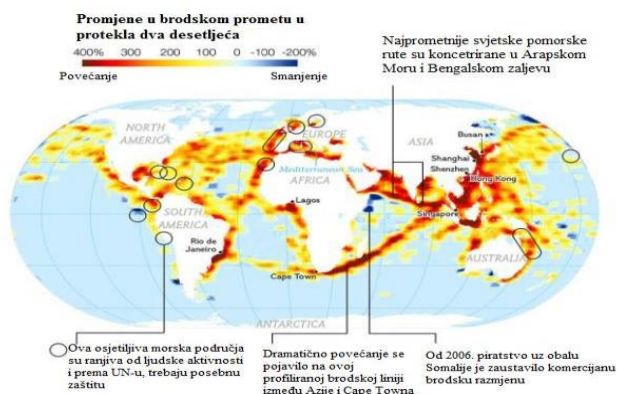 Promjene u brodskom prometu u
protekla dva desetljeća
400% 300 200 100 0 -100 -200%
Povećanje Smanjenje
Najprometnije svjetske pomorske
rute su koncetrirane u Arapskom
Moru i Bengalskom zaljevu
NORTH
AMERICA
EUROPE
ASIA
Busan
Mediterranean Sea
Shanghai
Shenzhen
Hong Kong
AFRICA
Lagos
Singapore
SOUTH
AMERICA
Rio de
Janeiro
Cape Town
AUSTRALIA
ANTARCTICA
Ova osjetiljiva morska područja
su ranjiva od ljudske aktivnosti
i prema UN-u, trebaju posebnu
zaštitu
Dramatično povećanje se
pojavilo na ovoj
profiliranoj brodskoj liniji
između Azije i Cape Towna
Od 2006. piratstvo uz obalu
Somalije je zaustavilo komercijanu
brodsku razmjenu